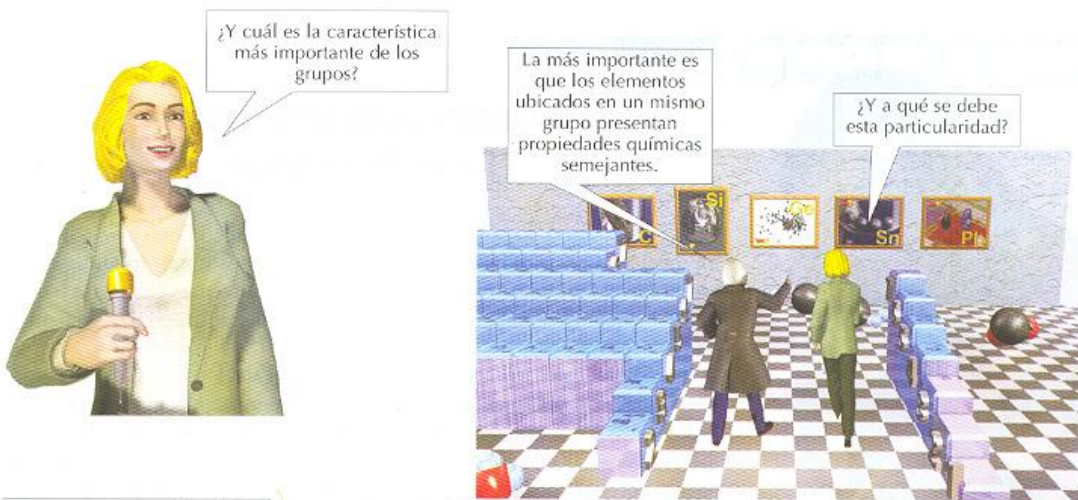 ¿Y cuál es la característica
más importante de los
grupos?
La más importante es
que los elementos
ubicados en un mismo
grupo presentan
propiedades químicas
semejantes.
¿Y a qué se debe
esta particularidad?
C
Si
Ge
Sn
Pb